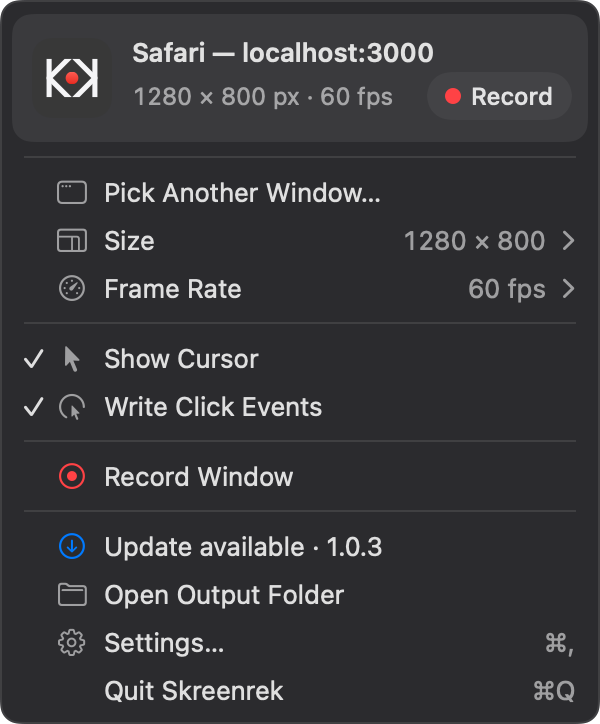 Safari — localhost:3000
1280 × 800 px · 60 fps
Record
Pick Another Window...
Size 1280 × 800
Frame Rate 60 fps
Show Cursor
Write Click Events
Record Window
Update available · 1.0.3
Open Output Folder
Settings... ⌘,
Quit Skreenrek ⌘Q